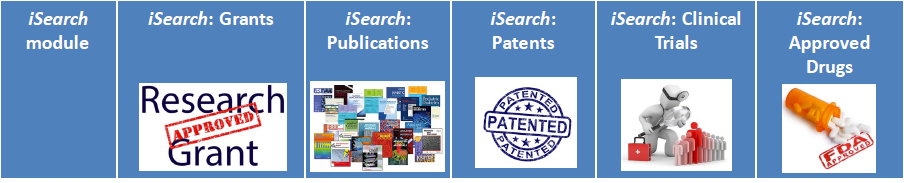 iSearch
module
iSearch: Grants
Research
APPROVED
Grant
iSearch:
Publications
iSearch:
Patents
PATENTED
PATENTED
PATENTED
iSearch: Clinical
Trials
iSearch:
Approved
Drugs
FDA
APPROVED